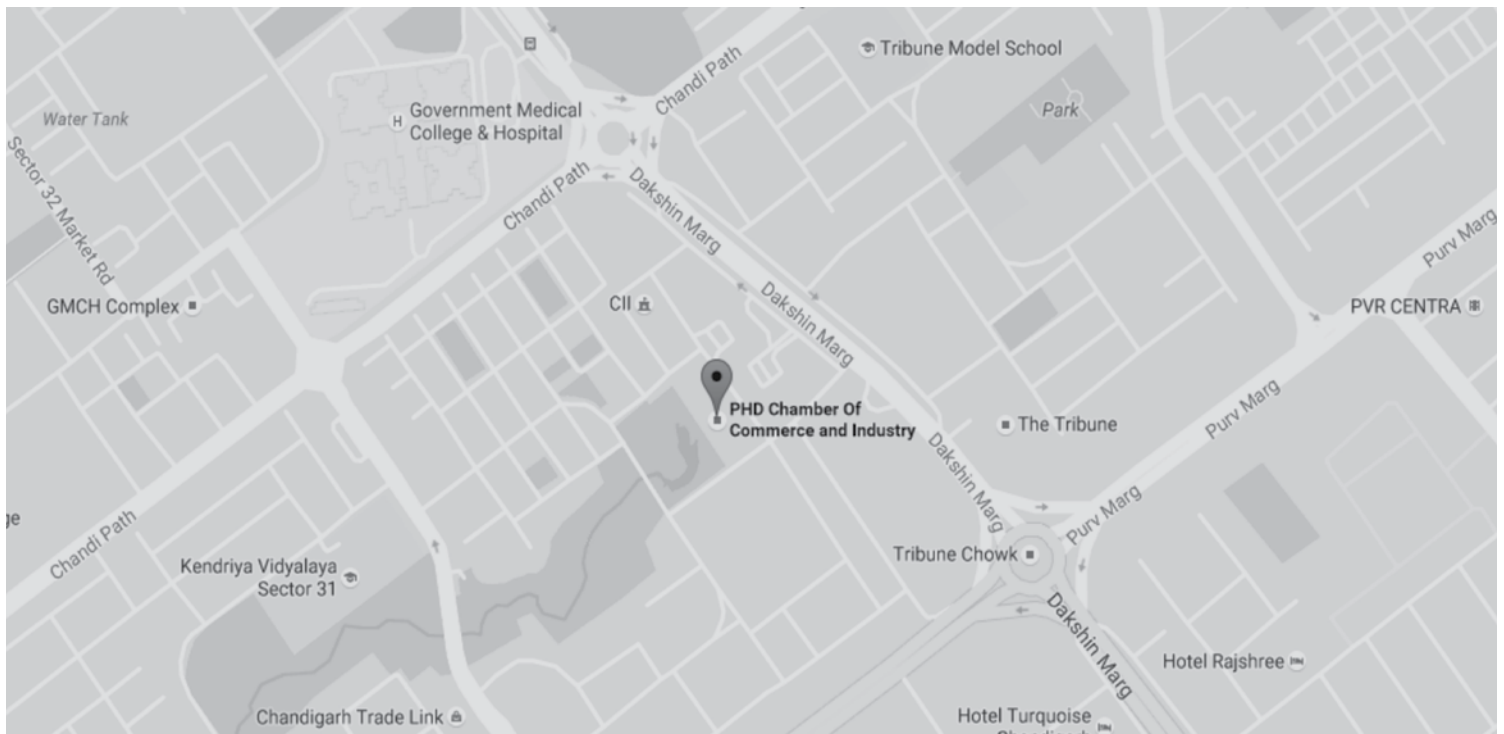 Tribune Model School
Chandi Path
Park
Government Medical
College & Hospital
H
Water Tank
Sector 32 Market Rd
Chandi Path
Dakshin Marg
Purv Marg
GMCH Complex
CII
Dakshin Marg
PVR CENTRA
PHD Chamber Of
Commerce and Industry
The Tribune
Purv Marg
Dakshin Marg
Purv Marg
ge
Chandi Path
Tribune Chowk
Kendriya Vidyalaya
Sector 31
Dakshin Marg
Hotel Rajshree
Chandigarh Trade Link
Hotel Turquoise
Chandigarh